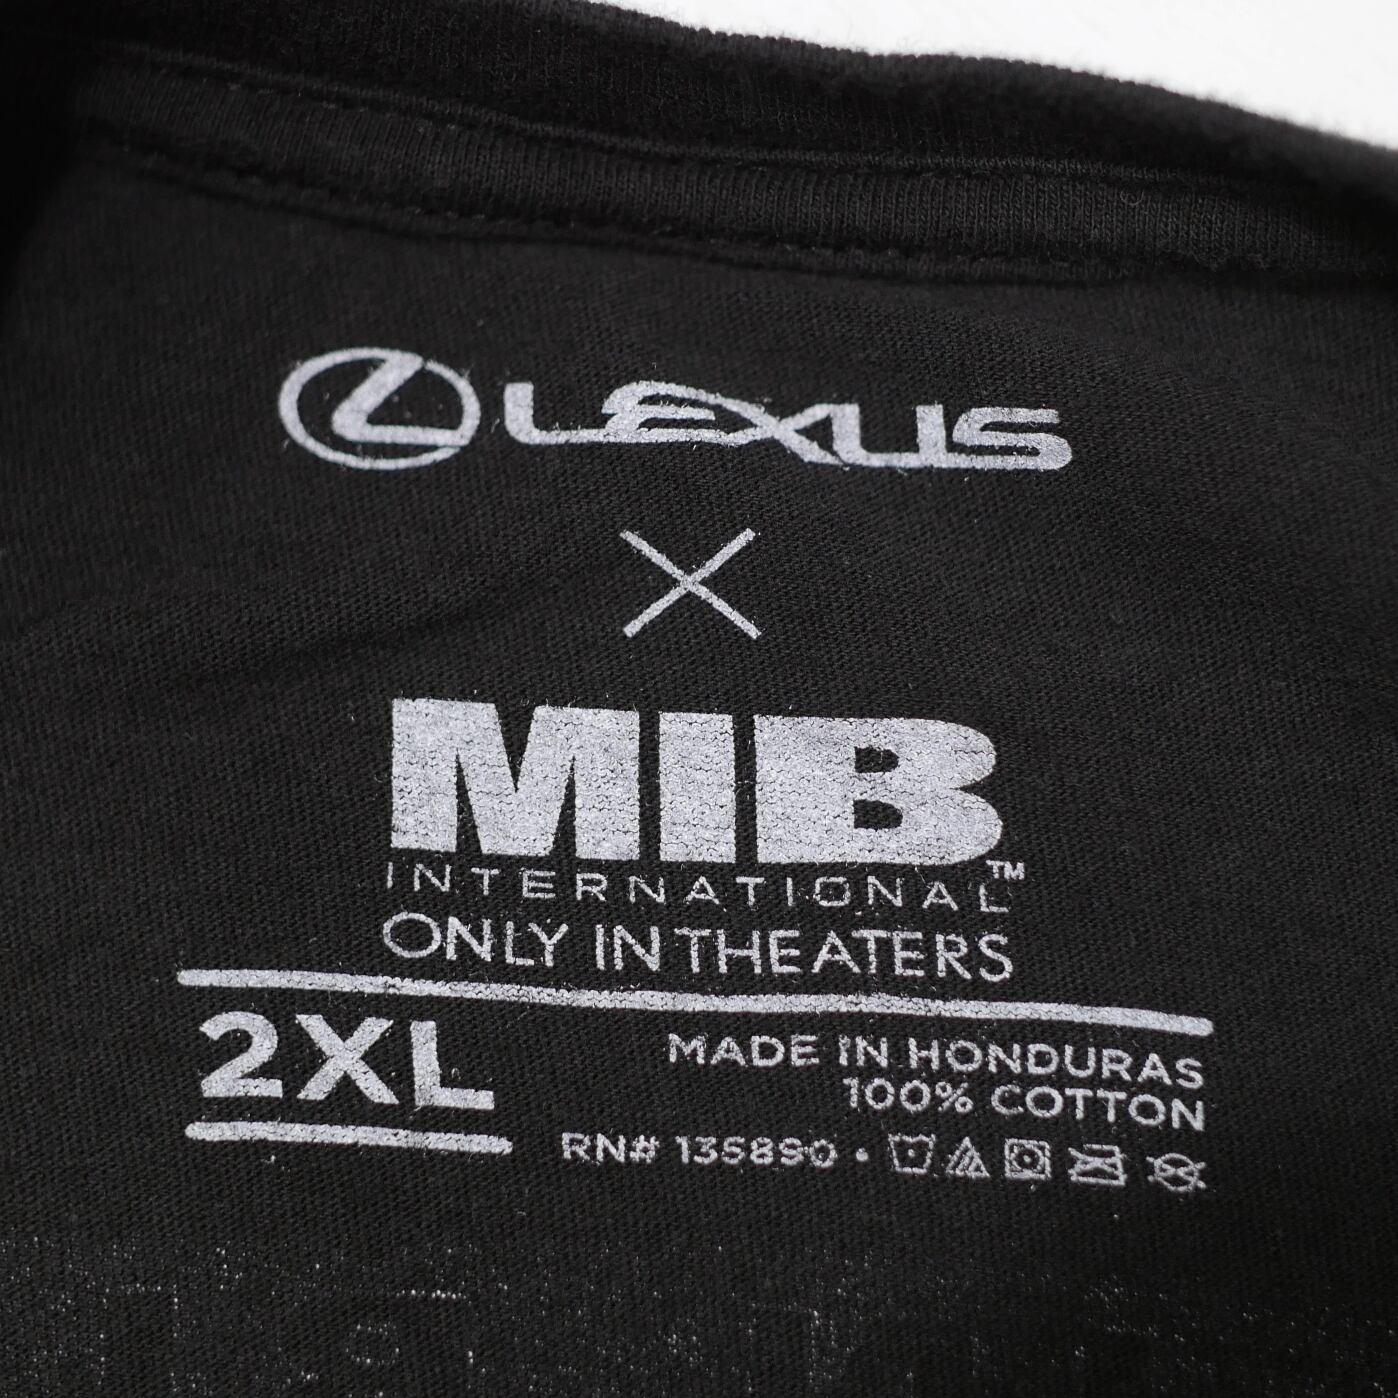 LEXUS
X
MIB
INTERNATIONAL™
ONLY IN THEATERS
2XL
MADE IN HONDURAS
100% COTTON
RN# 135890 •